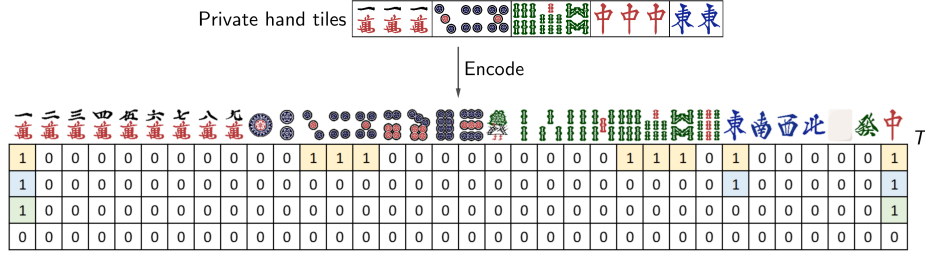 Private hand tiles 一萬 一萬 一萬 中 中 中 東 東
Encode
一 二 三 四 伍 六 七 八 九 東 南 西 北 發 中
萬 萬 萬 萬 萬 萬 萬 萬 萬
T
1 0 0 0 0 0 0 0 0 0 0 1 1 1 0 0 0 0 0 0 0 0 0 1 1 1 0 1 0 0 0 0 0 1
1 0 0 0 0 0 0 0 0 0 0 0 0 0 0 0 0 0 0 0 0 0 0 0 0 0 0 1 0 0 0 0 0 1
1 0 0 0 0 0 0 0 0 0 0 0 0 0 0 0 0 0 0 0 0 0 0 0 0 0 0 0 0 0 0 0 0 1
0 0 0 0 0 0 0 0 0 0 0 0 0 0 0 0 0 0 0 0 0 0 0 0 0 0 0 0 0 0 0 0 0 0